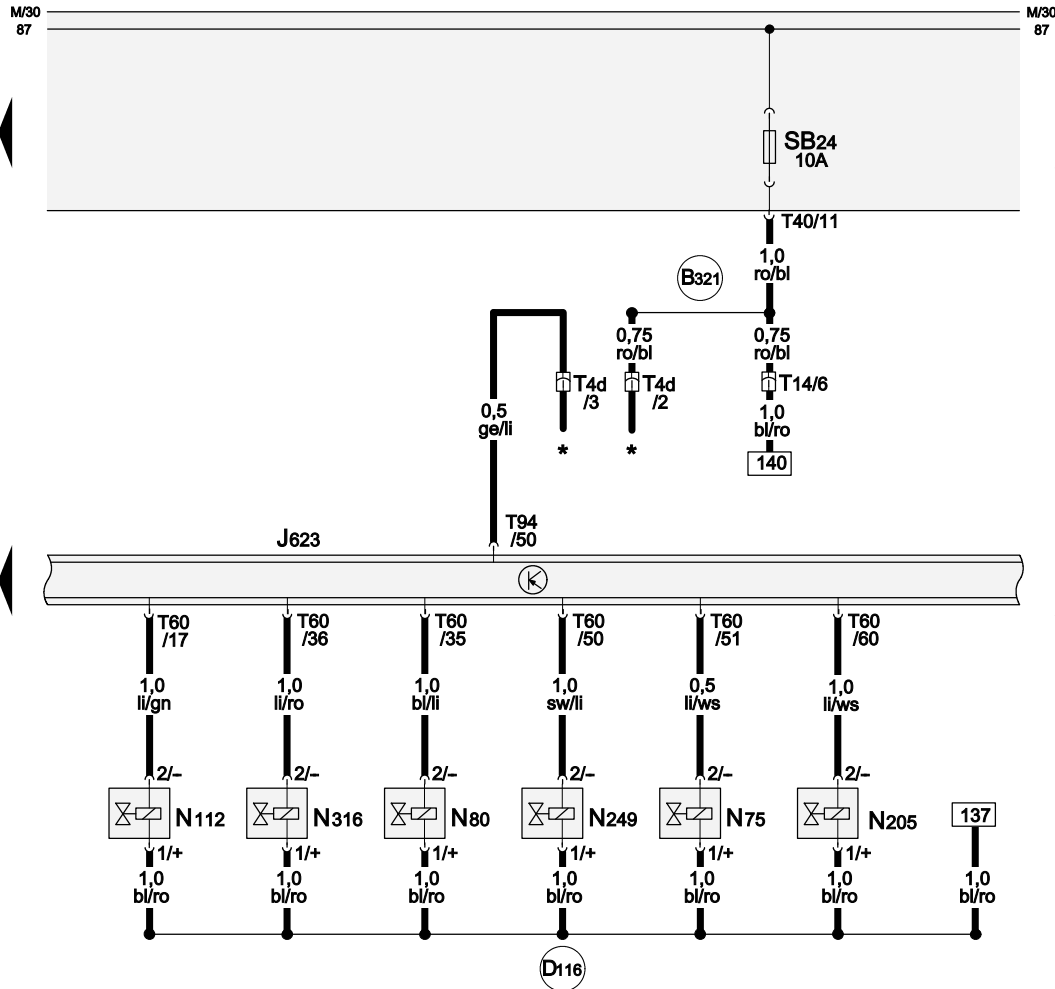 M/30 M/30
87 87
SB24
10A
T40/11
1,0
ro/bl
B321
0,75 0,75
ro/bl ro/bl
T4d T4d T14/6
/3 /2
0,5 1,0
ge/li bl/ro
* *
140
T94
J623 /50
T60 T60 T60 T60 T60 T60
/17 /36 /35 /50 /51 /60
1,0 1,0 1,0 1,0 0,5 1,0
li/gn li/ro bl/li sw/li li/ws li/ws
2/– 2/– 2/– 2/– 2/– 2/–
N112 N316 N80 N249 N75 N205 137
1/+ 1/+ 1/+ 1/+ 1/+ 1/+
1,0 1,0 1,0 1,0 1,0 1,0 1,0
bl/ro bl/ro bl/ro bl/ro bl/ro bl/ro bl/ro
D116